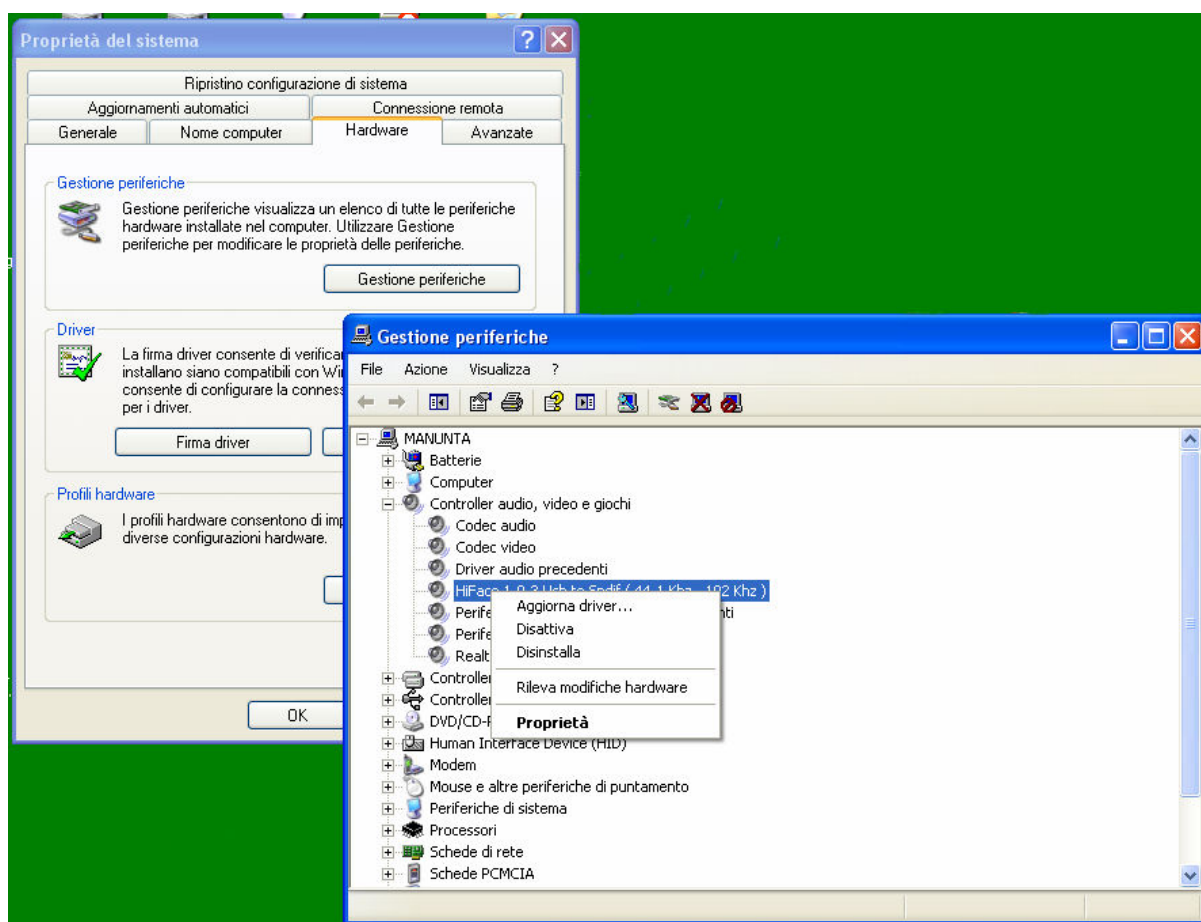 Proprietà del sistema
Ripristino configurazione di sistema
Aggiornamenti automatici
Connessione remota
Generale
Nome computer
Hardware
Avanzate
Gestione periferiche
Gestione periferiche visualizza un elenco di tutte le periferiche
hardware installate nel computer. Utilizzare Gestione
periferiche per modificare le proprietà delle periferiche.
Gestione periferiche
Driver
La firma driver consente di
installano siano compatibili con
consente di configurare la
per i driver.
Firma driver
Profili hardware
I profili hardware consentono di
diverse configurazioni hardware.
OK
Gestione periferiche
File Azione Visualizza ?
MANUNTA
Batterie
Computer
Controller audio, video e giochi
Codec audio
Codec video
Driver audio precedenti
HiFace 1.0.3 Usb to Spdif ( 44.1 Khz - 192 Khz )
Controller
Controller
Human Interface Device (HID)
Modem
Mouse e altre periferiche di puntamento
Periferiche di sistema
Processori
Schede di rete
Schede PCMCIA
Aggiorna driver...
Disattiva
Disinstalla
Rileva modifiche hardware
Proprietà